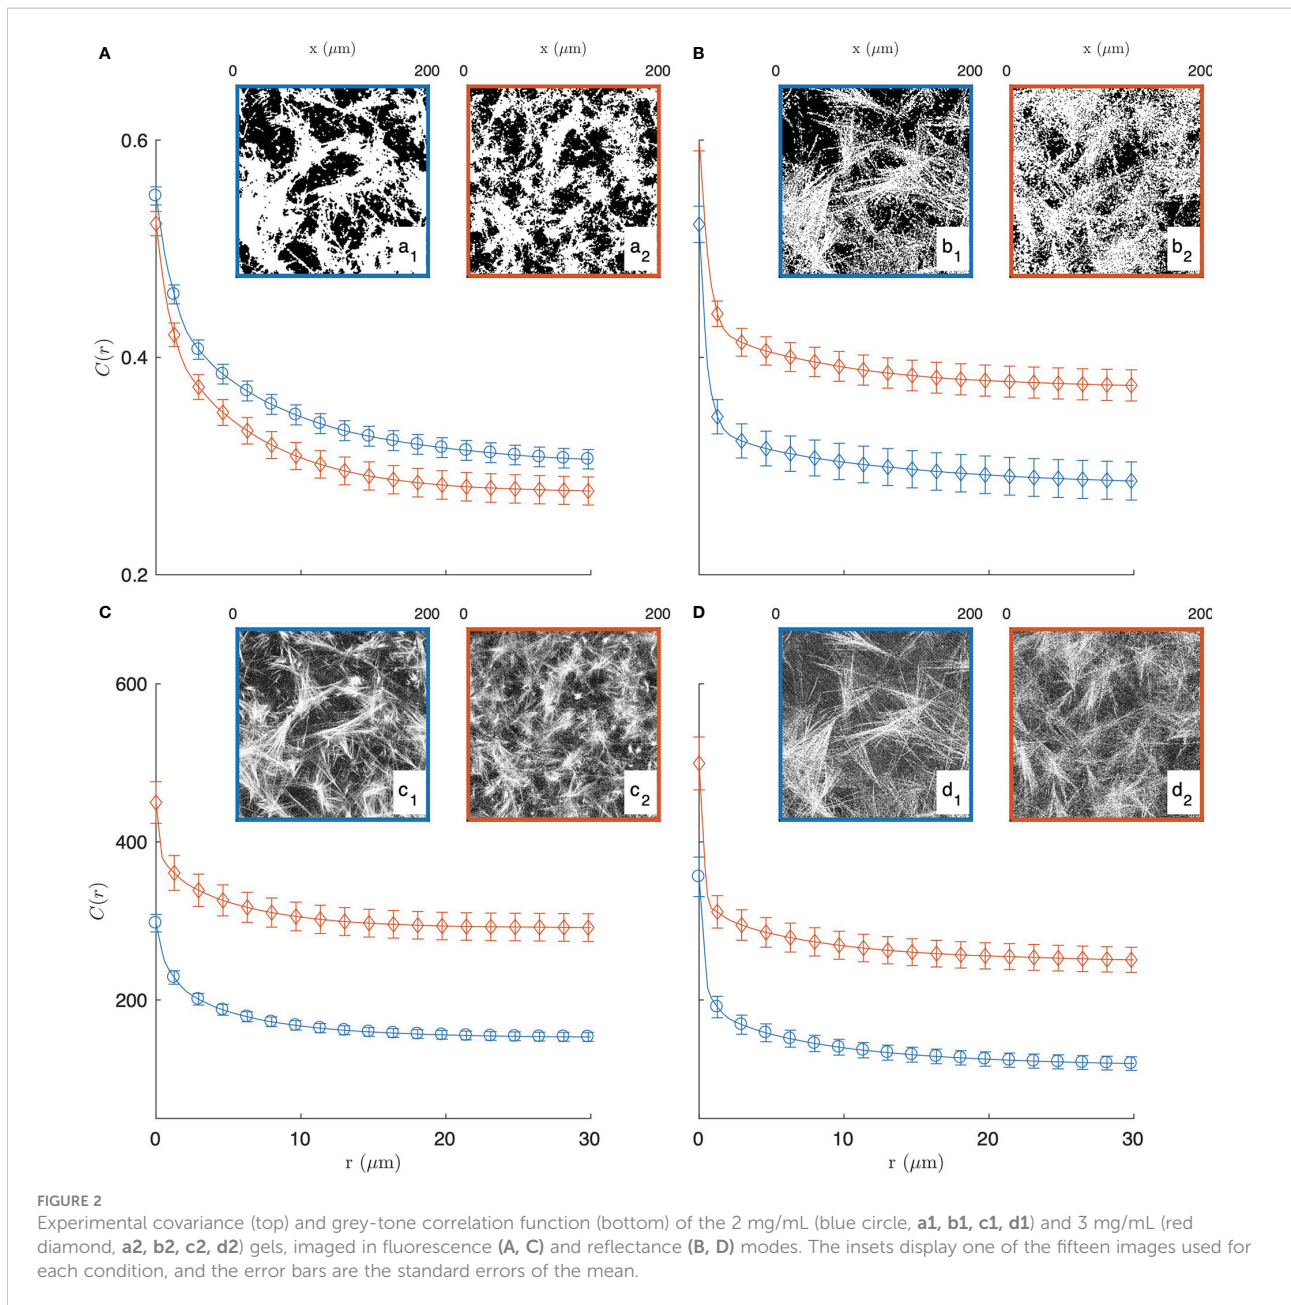 A
x (μm)
x (μm)
B
x (μm)
x (μm)
0
200
0
200
0
200
0
200
a1
a2
b1
b2
0.6
0.4
0.2
C(r)
C
0
200
0
200
D
0
200
0
200
c1
c2
d1
d2
600
400
200
C(r)
0
10
20
30
0
10
20
30
r (μm)
r (μm)
FIGURE 2
Experimental covariance (top) and grey-tone correlation function (bottom) of the 2 mg/mL (blue circle, a1, b1, c1, d1) and 3 mg/mL (red
diamond, a2, b2, c2, d2) gels, imaged in fluorescence (A, C) and reflectance (B, D) modes. The insets display one of the fifteen images used for
each condition, and the error bars are the standard errors of the mean.